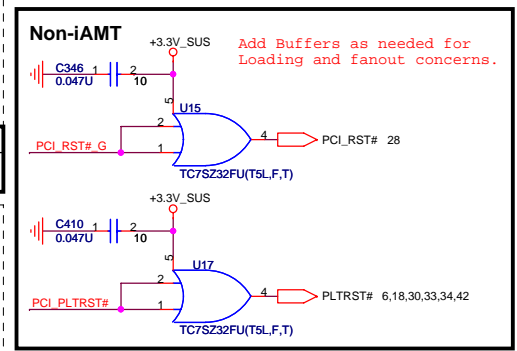 Non-iAMT
+3.3V_SUS
Add Buffers as needed for
Loading and fanout concerns.
C346 1 2
0.047U 10
5
U15
2
PCI_RST#_G 1
4 PCI_RST# 28
TC7SZ32FU(T5L,F,T)
+3.3V_SUS
C410 1 2
0.047U 10
5
U17
2
PCI_PLTRST# 1
4 PLTRST# 6,18,30,33,34,42
TC7SZ32FU(T5L,F,T)